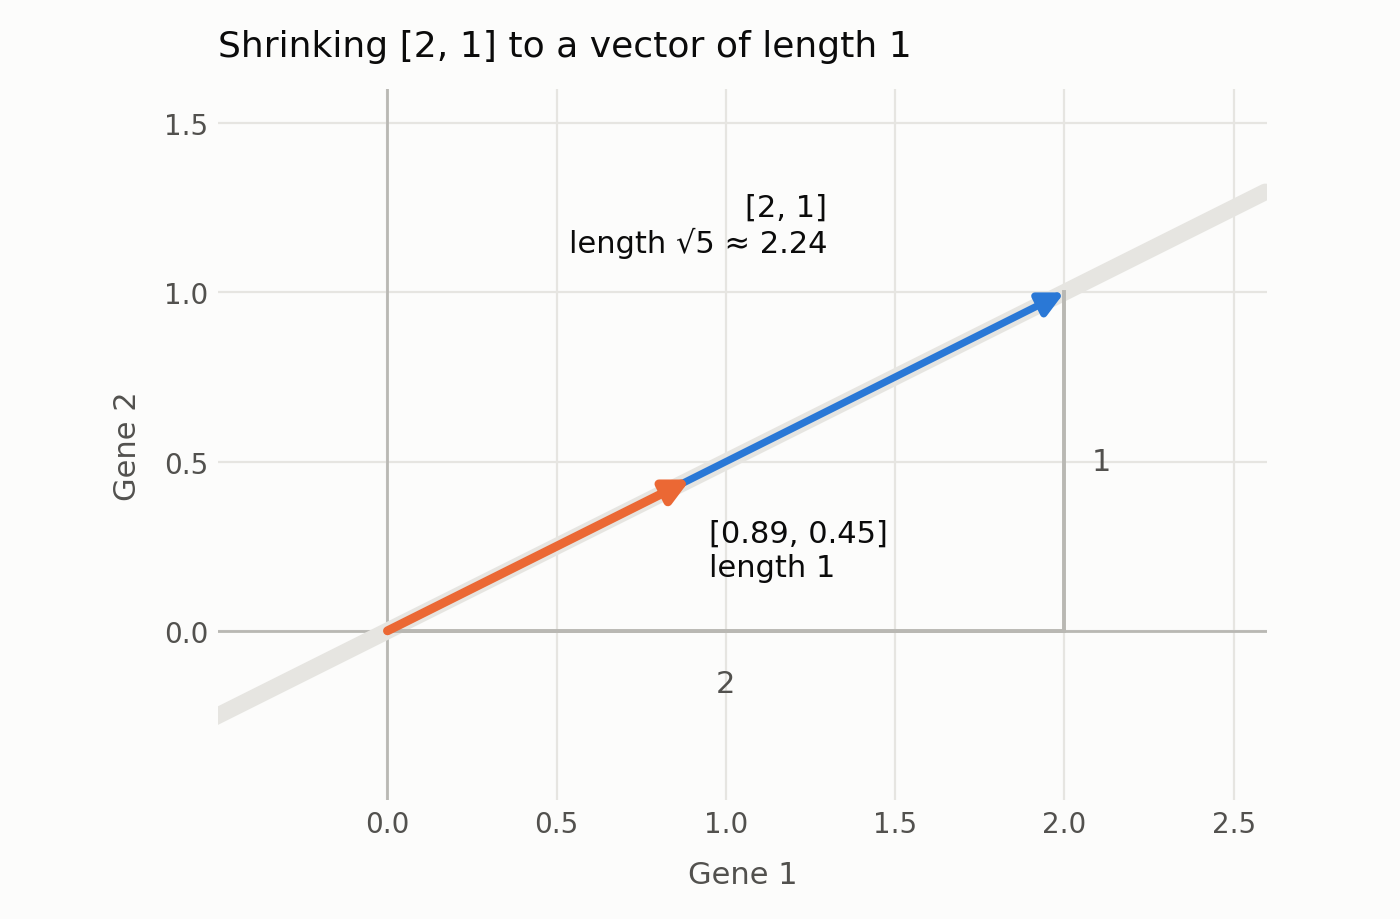 Shrinking [2, 1] to a vector of length 1
1.5
[2, 1]
length √5 ≈ 2.24
1.0
Gene 2
0.5
1
[0.89, 0.45]
length 1
0.0
2
0.0 0.5 1.0 1.5 2.0 2.5
Gene 1